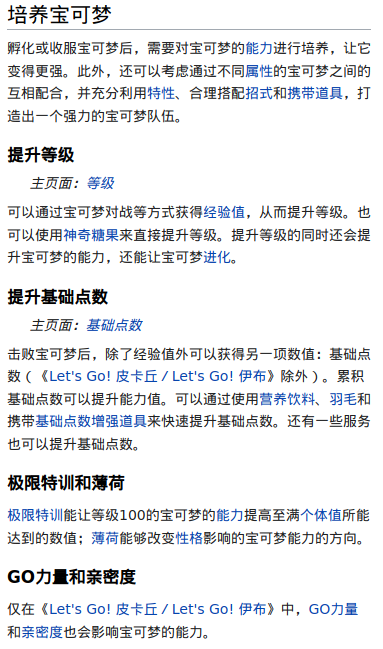 培养宝可梦
孵化或收服宝可梦后，需要对宝可梦的能力进行培养，让它
变得更强。此外，还可以考虑通过不同属性的宝可梦之间的
互相配合，并充分利用特性、合理搭配招式和携带道具，打
造出一个强力的宝可梦队伍。
提升等级
主页面：等级
可以通过宝可梦对战等方式获得经验值，从而提升等级。也
可以使用神奇糖果来直接提升等级。提升等级的同时还会提
升宝可梦的能力，还能让宝可梦进化。
提升基础点数
主页面：基础点数
击败宝可梦后，除了经验值外可以获得另一项数值：基础点
数（《Let's Go! 皮卡丘 / Let's Go! 伊布》除外）。累积
基础点数可以提升能力值。可以通过使用营养饮料、羽毛和
携带基础点数增强道具来快速提升基础点数。还有一些服务
也可以提升基础点数。
极限特训和薄荷
极限特训能让等级100的宝可梦的能力提高至满个体值所能
达到的数值；薄荷能够改变性格影响的宝可梦能力的方向。
GO力量和亲密度
仅在《Let's Go! 皮卡丘 / Let's Go! 伊布》中，GO力量
和亲密度也会影响宝可梦的能力。